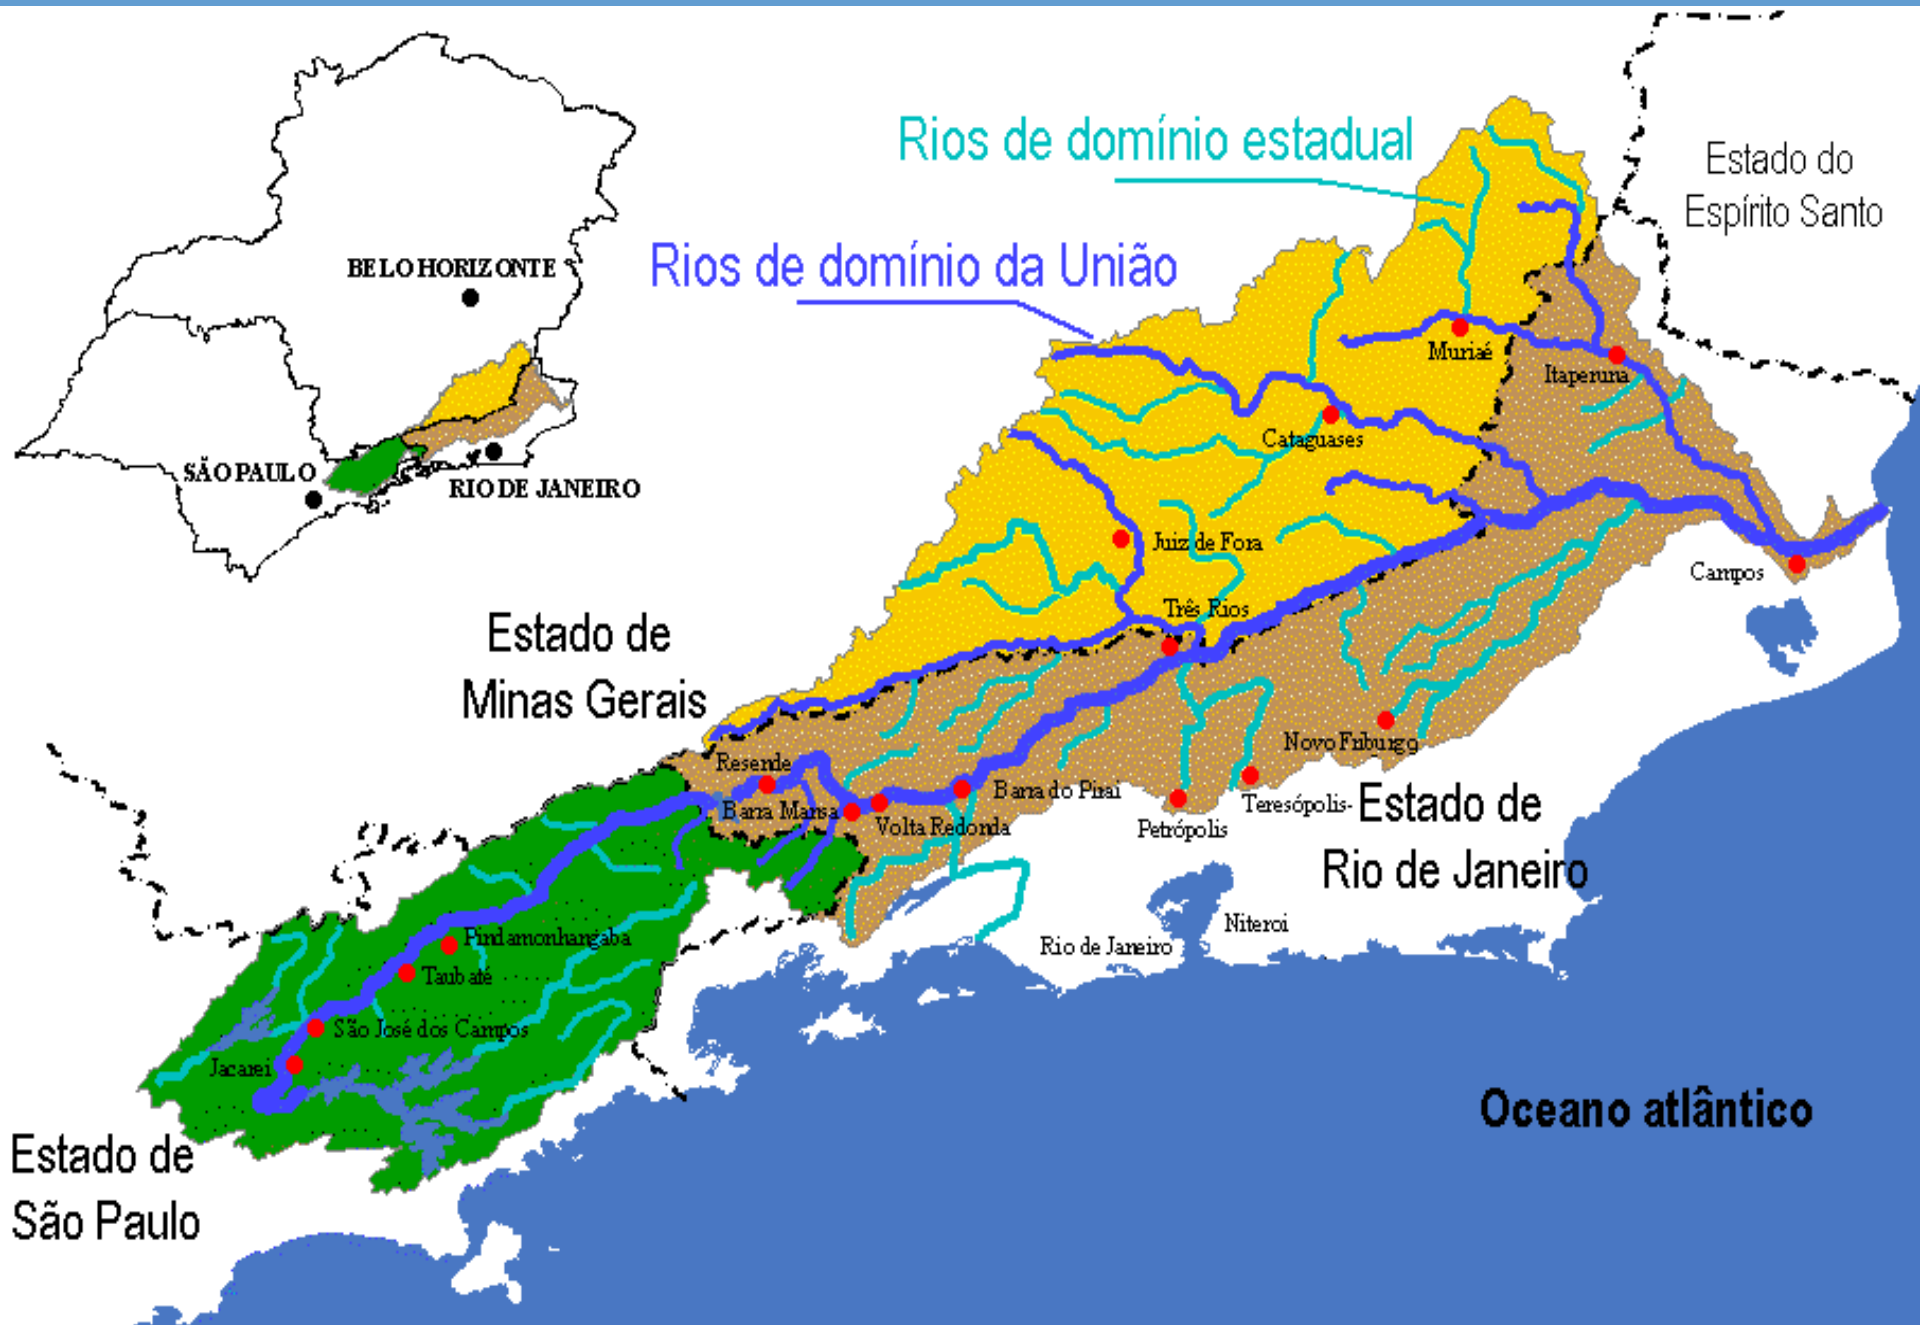 Rios de domínio estadual
Estado do
Espírito Santo
Rios de domínio da União
BELO HORIZONTE
SÃO PAULO
RIO DE JANEIRO
Muriaé
Itaperuna
Cataguases
Juiz de Fora
Campos
Três Rios
Estado de
Minas Gerais
Resende
Barra Mansa
Volta Redonda
Barra do Pirai
Novo Friburgo
Teresópolis-
Petrópolis
Estado de
Rio de Janeiro
Niteroi
Rio de Janeiro
Pindamonhangaba
Taubaté
São José dos Campos
Jacarei
Oceano atlântico
Estado de
São Paulo